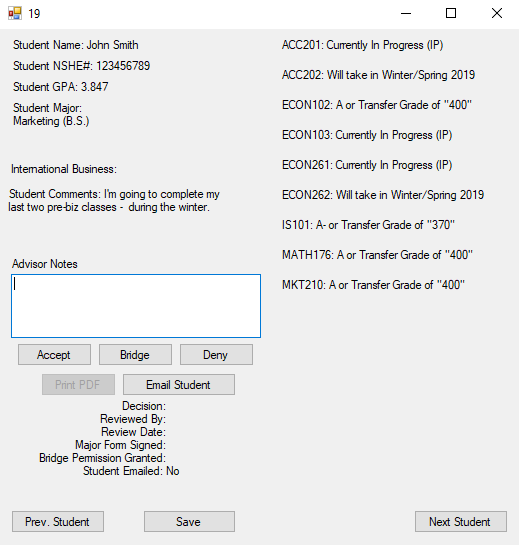 19
Student Name: John Smith
Student NSHE#: 123456789
Student GPA: 3.847
Student Major:
Marketing (B.S.)
International Business:
Student Comments: I'm going to complete my
last two pre-biz classes - during the winter.
Advisor Notes
Accept Bridge Deny
Print PDF Email Student
Decision:
Reviewed By:
Review Date:
Major Form Signed:
Bridge Permission Granted:
Student Emailed: No
ACC201: Currently In Progress (IP)
ACC202: Will take in Winter/Spring 2019
ECON102: A or Transfer Grade of "400"
ECON103: Currently In Progress (IP)
ECON261: Currently In Progress (IP)
ECON262: Will take in Winter/Spring 2019
IS101: A- or Transfer Grade of "370"
MATH176: A or Transfer Grade of "400"
MKT210: A or Transfer Grade of "400"
Prev. Student Save Next Student